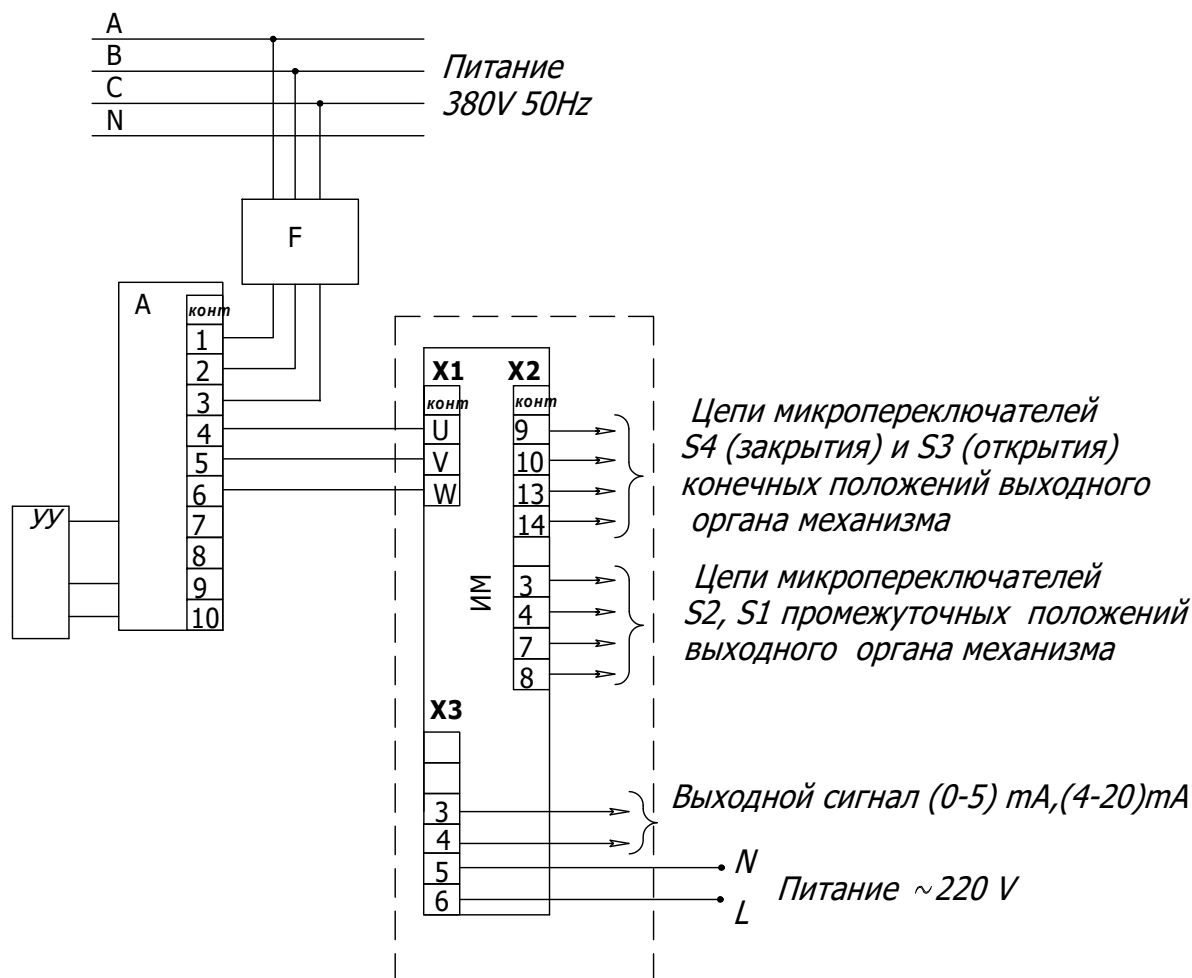 A
B
C
N
Питание
380V 50Hz
F
A
конт
1
2
3
4
5
6
7
8
9
10
УУ
X1
конт
U
V
W
X2
конт
9
10
13
14
3
4
7
8
ИМ
X3
3
4
5
6
Цепи микропереключателей
S4 (закрытия) и S3 (открытия)
конечных положений выходного
органа механизма
Цепи микропереключателей
S2, S1 промежуточных положений
выходного органа механизма
Выходной сигнал (0-5) mA,(4-20)mA
N
Питание ~220 V
L